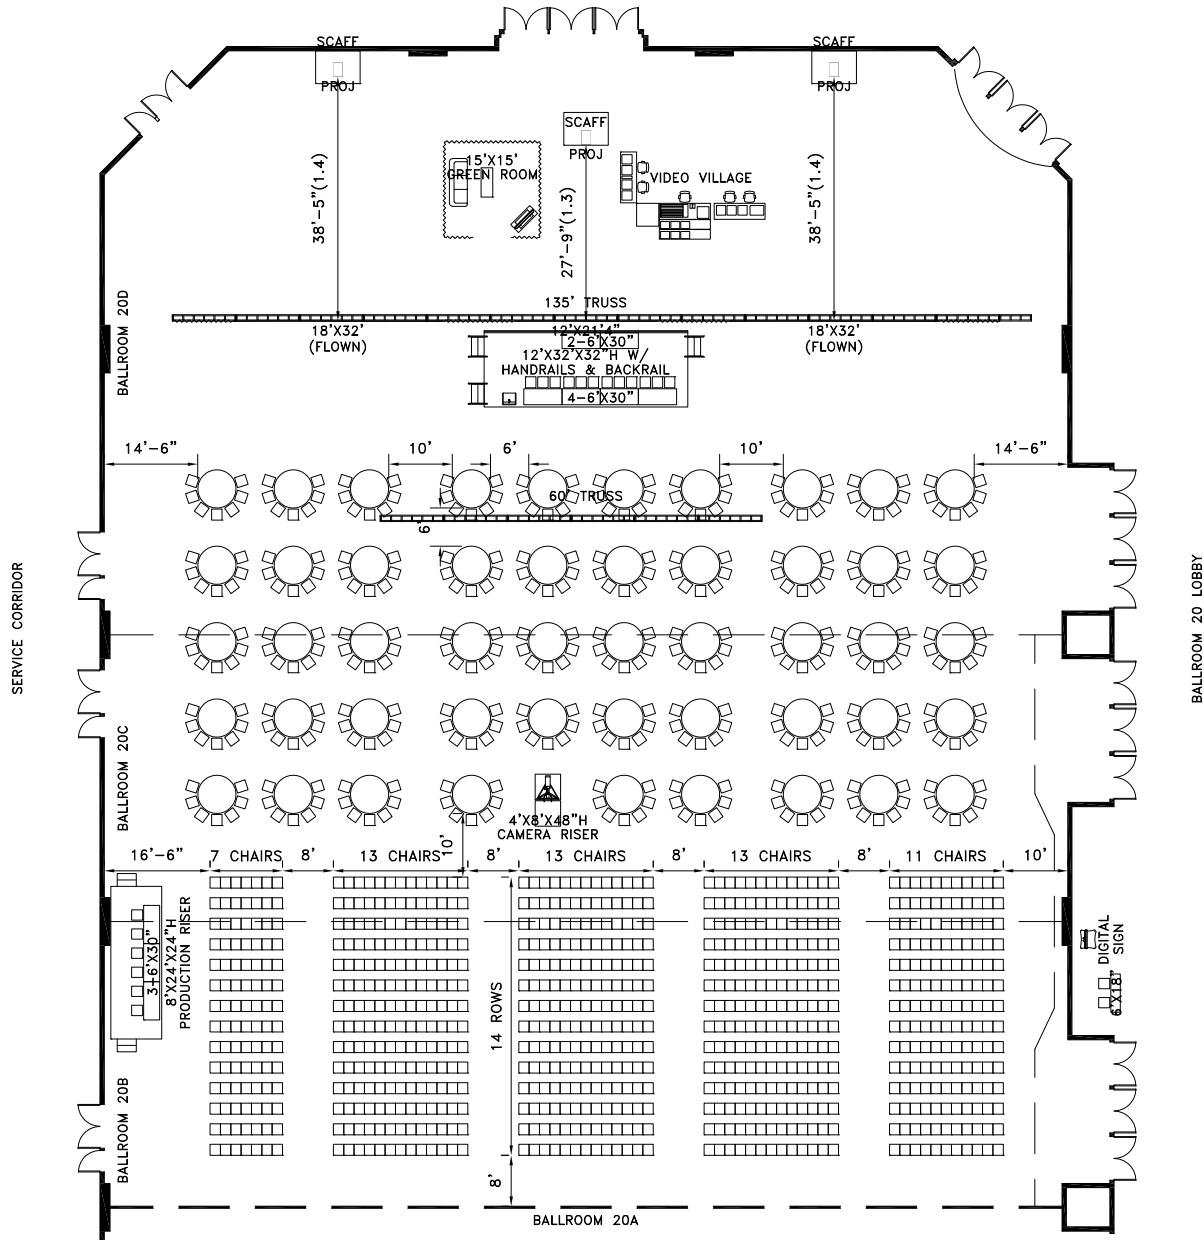 SCAFF
PROJ
SCAFF
PROJ
SCAFF
PROJ
15'X15'
GREEN ROOM
VIDEO VILLAGE
38'-5"(1.4)
27'-9"(1.3)
38'-5"(1.4)
135' TRUSS
18'X32'
(FLOWN)
12'X21'4"
18'X32'
(FLOWN)
2-6'X30"
12'X32'X32"H W/
HANDRAILS & BACKRAIL
4-6'X30"
BALLROOM 20D
14'-6"
10'
6'
10'
14'-6"
60' TRUSS
6'
SERVICE CORRIDOR
BALLROOM 20 LOBBY
BALLROOM 20C
4'X8'X48"H
CAMERA RISER
10'
16'-6"
7 CHAIRS
8'
13 CHAIRS
8'
13 CHAIRS
8'
13 CHAIRS
8'
11 CHAIRS
10'
3-6'X30"
8'X24'X24"H
PRODUCTION RISER
14 ROWS
DIGITAL
SIGN
6'X18"
BALLROOM 20B
8'
BALLROOM 20A